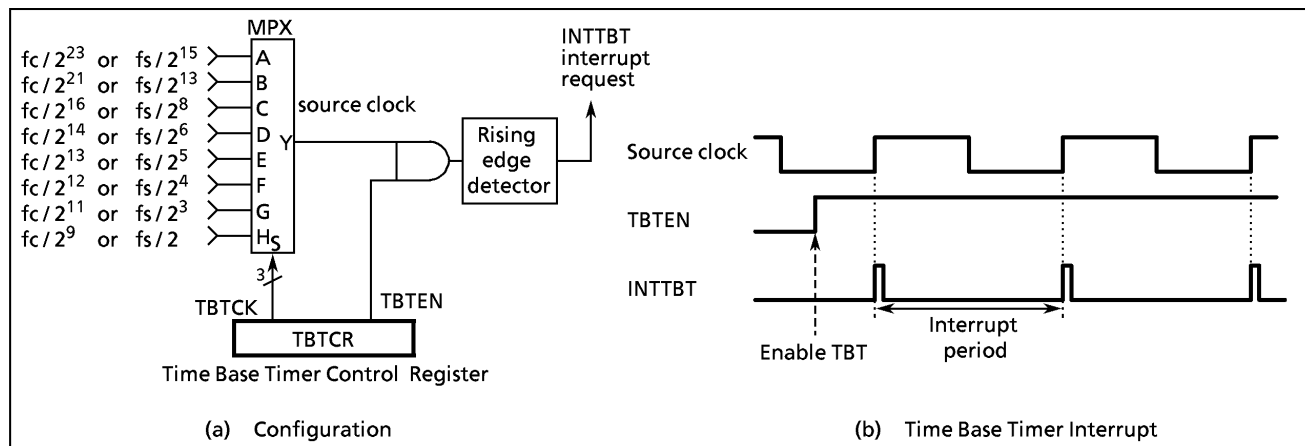 MPX
fc/2^23 or fs/2^15 A
fc/2^21 or fs/2^13 B
fc/2^16 or fs/2^8 C
fc/2^14 or fs/2^6 D
fc/2^13 or fs/2^5 E
fc/2^12 or fs/2^4 F
fc/2^11 or fs/2^3 G
fc/2^9 or fs/2 H
S
Y
source clock
INTTBT
interrupt
request
Rising
edge
detector
3
TBTCK
TBTEN
TBTCR
Time Base Timer Control Register
(a) Configuration
Source clock
TBTEN
INTTBT
Enable TBT
Interrupt
period
(b) Time Base Timer Interrupt